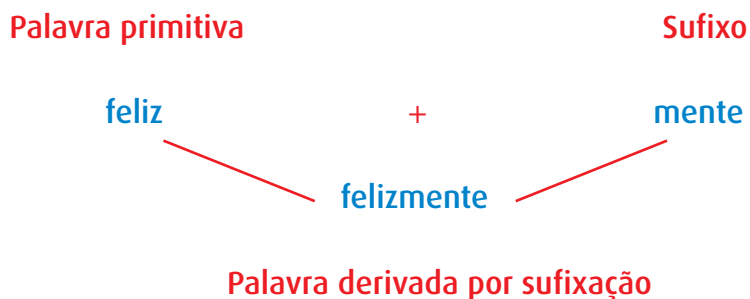 Palavra primitiva Sufixo
feliz + mente
felizmente
Palavra derivada por sufixação